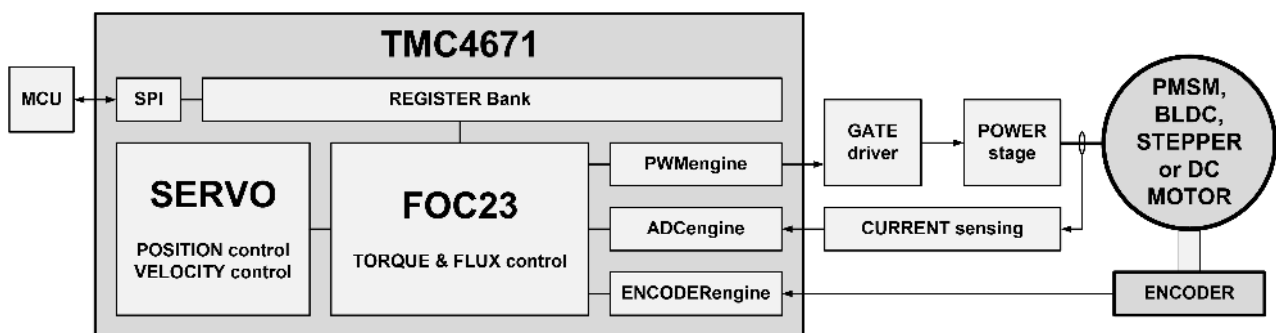 TMC4671
MCU
SPI
REGISTER Bank
SERVO
POSITION control
VELOCITY control
FOC23
TORQUE & FLUX control
PWMengine
ADCengine
ENCODERengine
GATE
driver
POWER
stage
CURRENT sensing
PMSM,
BLDC,
STEPPER
or DC
MOTOR
ENCODER